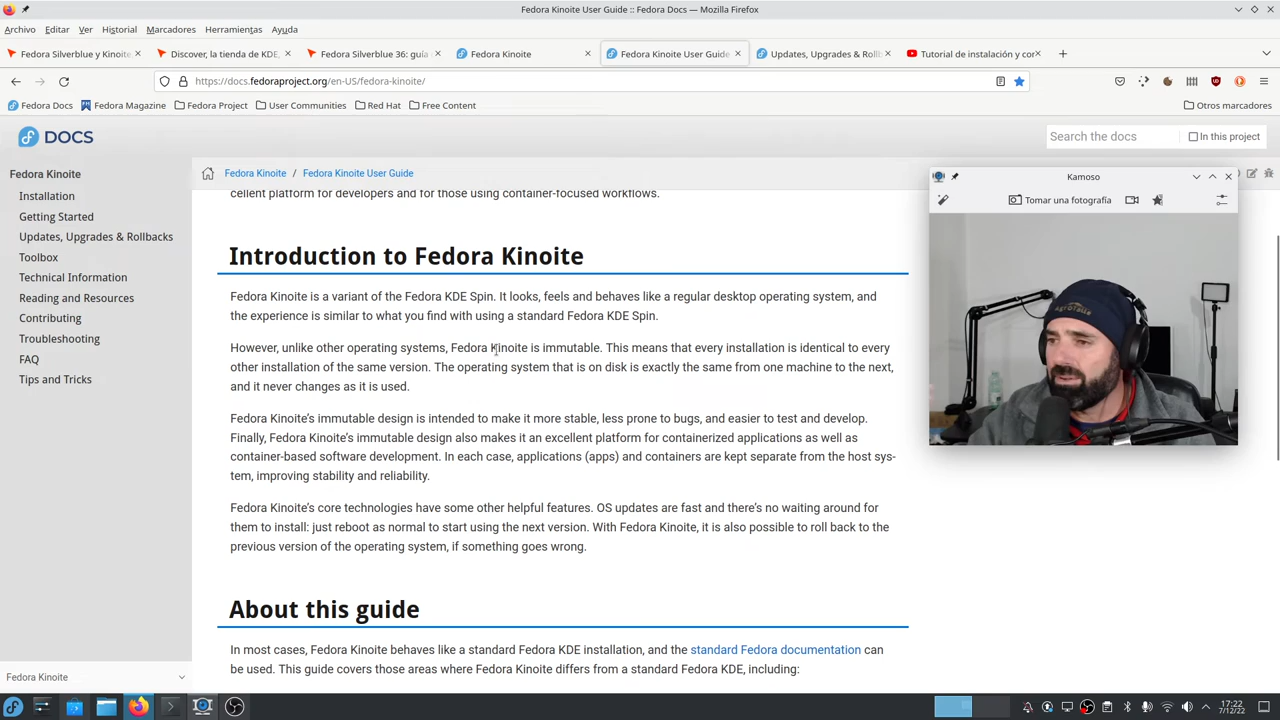 Fedora Kinoite User Guide :: Fedora Docs — Mozilla Firefox
Archivo Editar Ver Historial Marcadores Herramientas Ayuda
Fedora Silverblue y Kinoite
Discover, la tienda de KDE,
Fedora Silverblue 36: guía
Fedora Kinoite
Fedora Kinoite User Guide
Updates, Upgrades & Rollb
Tutorial de instalación y con
https://docs.fedoraproject.org/en-US/fedora-kinoite/
Fedora Docs Fedora Magazine Fedora Project User Communities Red Hat Free Content Otros marcadores
DOCS
Search the docs In this project
Fedora Kinoite
Installation
Getting Started
Updates, Upgrades & Rollbacks
Toolbox
Technical Information
Reading and Resources
Contributing
Troubleshooting
FAQ
Tips and Tricks
Fedora Kinoite
Fedora Kinoite / Fedora Kinoite User Guide
cellent platform for developers and for those using container-focused workflows.
Introduction to Fedora Kinoite
Fedora Kinoite is a variant of the Fedora KDE Spin. It looks, feels and behaves like a regular desktop operating system, and
the experience is similar to what you find with using a standard Fedora KDE Spin.
However, unlike other operating systems, Fedora Kinoite is immutable. This means that every installation is identical to every
other installation of the same version. The operating system that is on disk is exactly the same from one machine to the next,
and it never changes as it is used.
Fedora Kinoite's immutable design is intended to make it more stable, less prone to bugs, and easier to test and develop.
Finally, Fedora Kinoite's immutable design also makes it an excellent platform for containerized applications as well as
container-based software development. In each case, applications (apps) and containers are kept separate from the host sys-
tem, improving stability and reliability.
Fedora Kinoite's core technologies have some other helpful features. OS updates are fast and there's no waiting around for
them to install: just reboot as normal to start using the next version. With Fedora Kinoite, it is also possible to roll back to the
previous version of the operating system, if something goes wrong.
About this guide
In most cases, Fedora Kinoite behaves like a standard Fedora KDE installation, and the standard Fedora documentation can
be used. This guide covers those areas where Fedora Kinoite differs from a standard Fedora KDE, including:
Kamoso
Tomar una fotografía
17:22
7/12/22